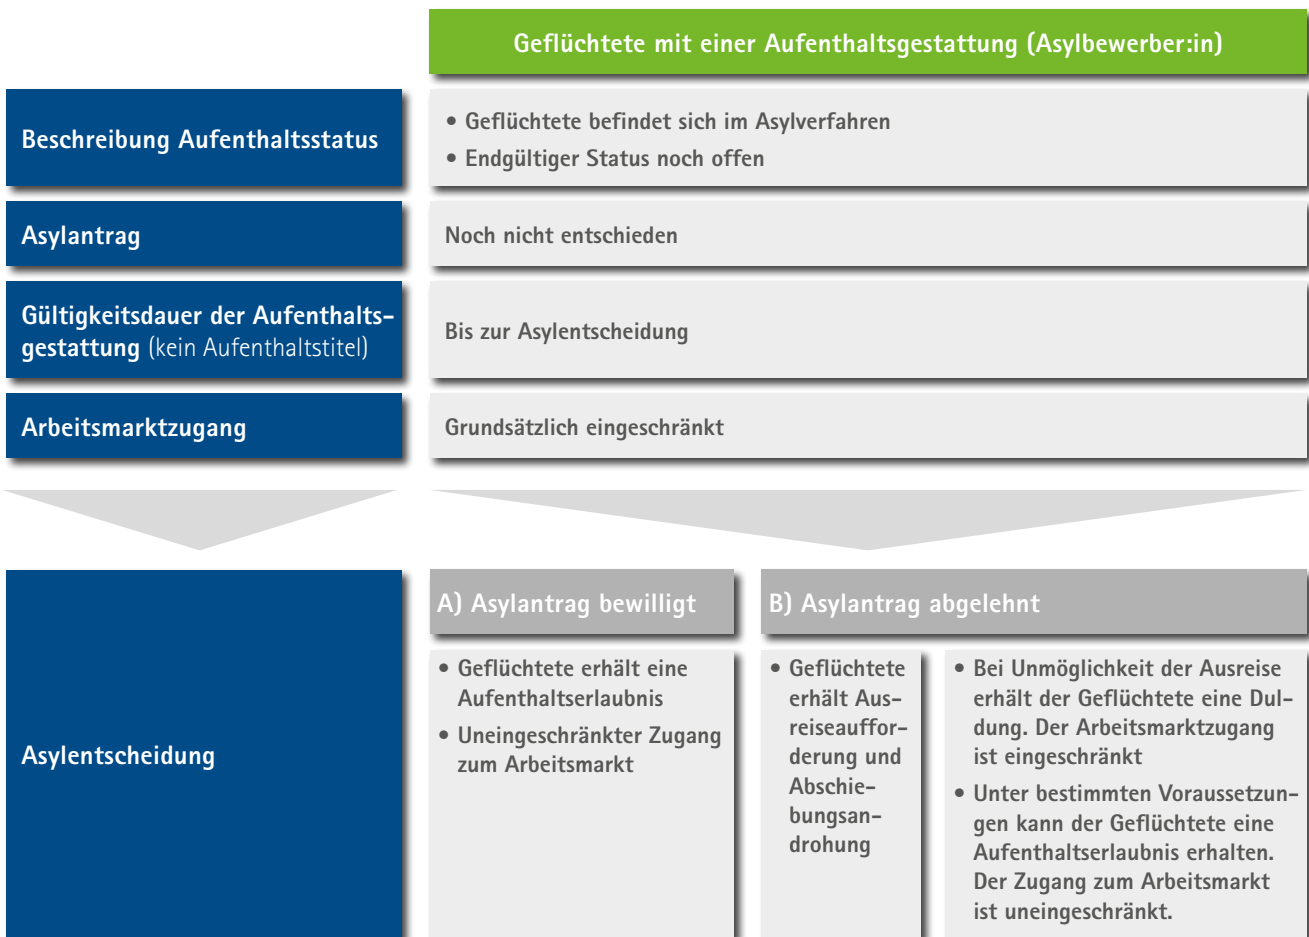 Geflüchtete mit einer Aufenthaltsgestattung (Asylbewerber:in)
Beschreibung Aufenthaltsstatus
• Geflüchtete befindet sich im Asylverfahren
• Endgültiger Status noch offen
Asylantrag
Noch nicht entschieden
Gültigkeitsdauer der Aufenthalts-
gestattung (kein Aufenthaltstitel)
Bis zur Asylentscheidung
Arbeitsmarktzugang
Grundsätzlich eingeschränkt
Asylentscheidung
A) Asylantrag bewilligt
• Geflüchtete erhält eine
Aufenthaltserlaubnis
• Uneingeschränkter Zugang
zum Arbeitsmarkt
B) Asylantrag abgelehnt
• Geflüchtete
erhält Aus-
reiseauffor-
derung und
Abschie-
bungsan-
drohung
• Bei Unmöglichkeit der Ausreise
erhält der Geflüchtete eine Dul-
dung. Der Arbeitsmarktzugang
ist eingeschränkt
• Unter bestimmten Voraussetzun-
gen kann der Geflüchtete eine
Aufenthaltserlaubnis erhalten.
Der Zugang zum Arbeitsmarkt
ist uneingeschränkt.